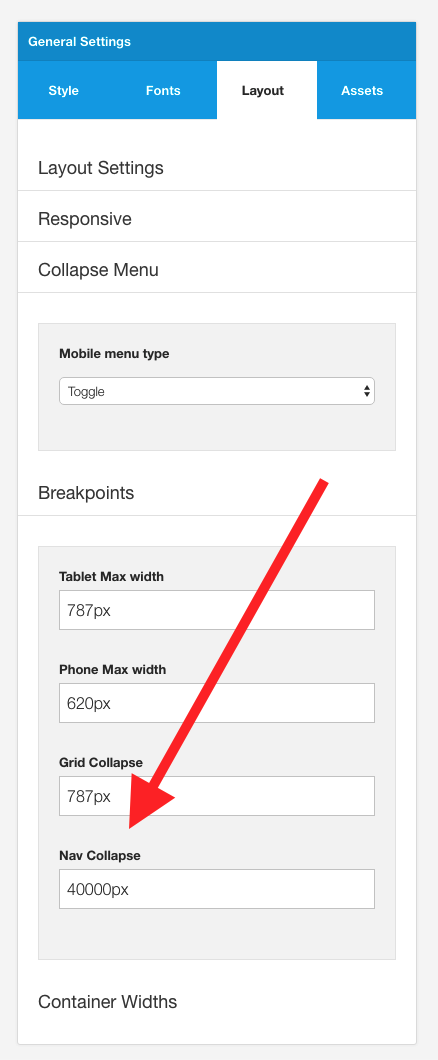 General Settings
Style Fonts Layout Assets
Layout Settings
Responsive
Collapse Menu
Mobile menu type
Toggle
Breakpoints
Tablet Max width
787px
Phone Max width
620px
Grid Collapse
787px
Nav Collapse
40000px
Container Widths